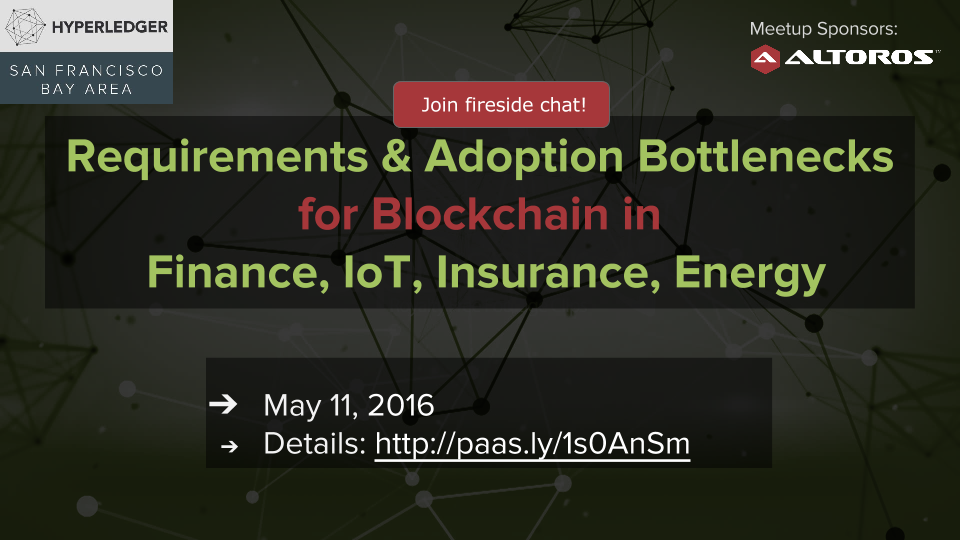 HYPERLEDGER
SAN FRANCISCO
BAY AREA
Meetup Sponsors:
ALTOROS™
Join fireside chat!
Requirements & Adoption Bottlenecks
for Blockchain in
Finance, IoT, Insurance, Energy
➔ May 11, 2016
➔ Details: http://paas.ly/1s0AnSm